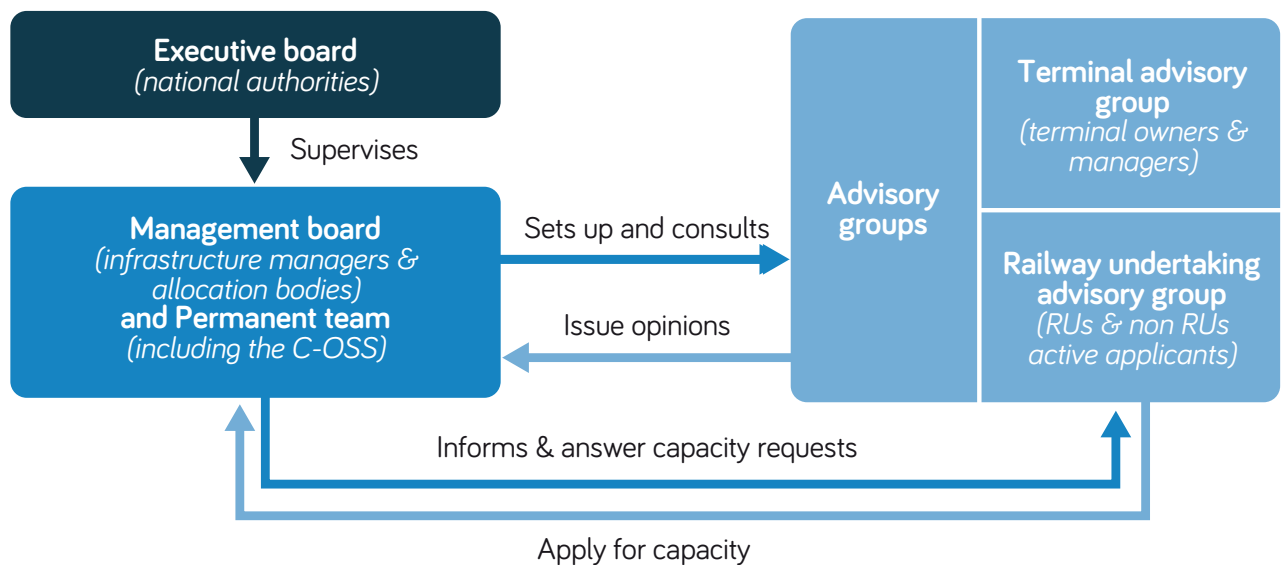 Executive board
(national authorities)
Supervises
Management board
(infrastructure managers &
allocation bodies)
and Permanent team
(including the C-OSS)
Sets up and consults
Issue opinions
Advisory
groups
Terminal advisory
group
(terminal owners &
managers)
Railway undertaking
advisory group
(RUs & non RUs
active applicants)
Informs & answer capacity requests
Apply for capacity